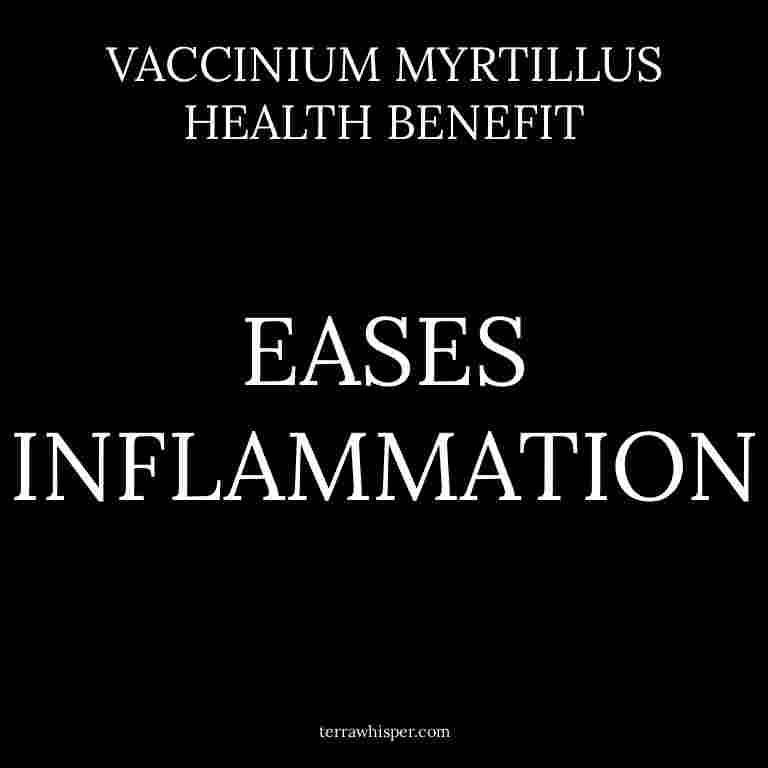 VACCINIUM MYRTILLUS
HEALTH BENEFIT
EASES
INFLAMMATION
terrawhisper.com